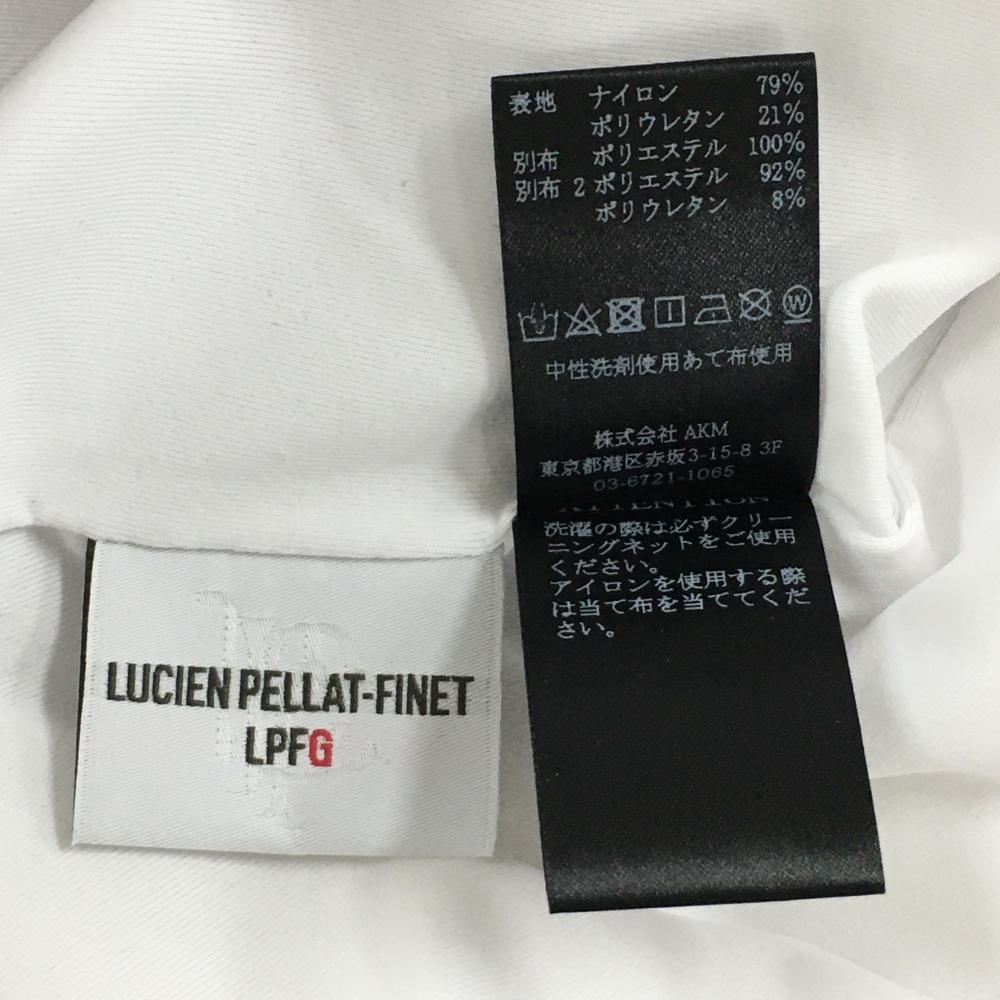 表地 ナイロン 79%
ポリウレタン 21%
別布 ポリエステル 100%
別布 2 ポリエステル 92%
ポリウレタン 8%
W
中性洗剤使用あて布使用
株式会社 AKM
東京都港区赤坂3-15-8 3F
03-6721-1065
ATTENTION
洗濯の際は必ずクリー
ニングネットをご使用
ください。
アイロンを使用する際
は当て布を当ててくだ
さい。
LUCIEN PELLAT-FINET
LPFG